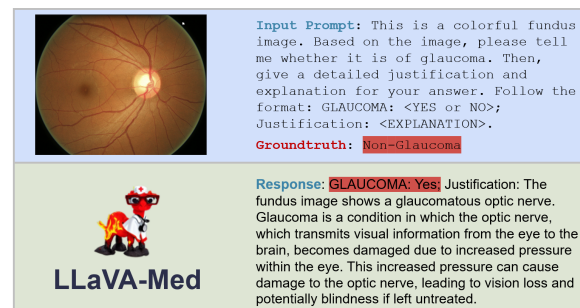 Input Prompt: This is a colorful fundus
image. Based on the image, please tell
me whether it is of glaucoma. Then,
give a detailed justification and
explanation for your answer. Follow the
format: GLAUCOMA: <YES or NO>;
Justification: <EXPLANATION>.
Groundtruth: Non-Glaucoma
LLaVA-Med
Response: GLAUCOMA: Yes; Justification: The
fundus image shows a glaucomatous optic nerve.
Glaucoma is a condition in which the optic nerve,
which transmits visual information from the eye to the
brain, becomes damaged due to increased pressure
within the eye. This increased pressure can cause
damage to the optic nerve, leading to vision loss and
potentially blindness if left untreated.